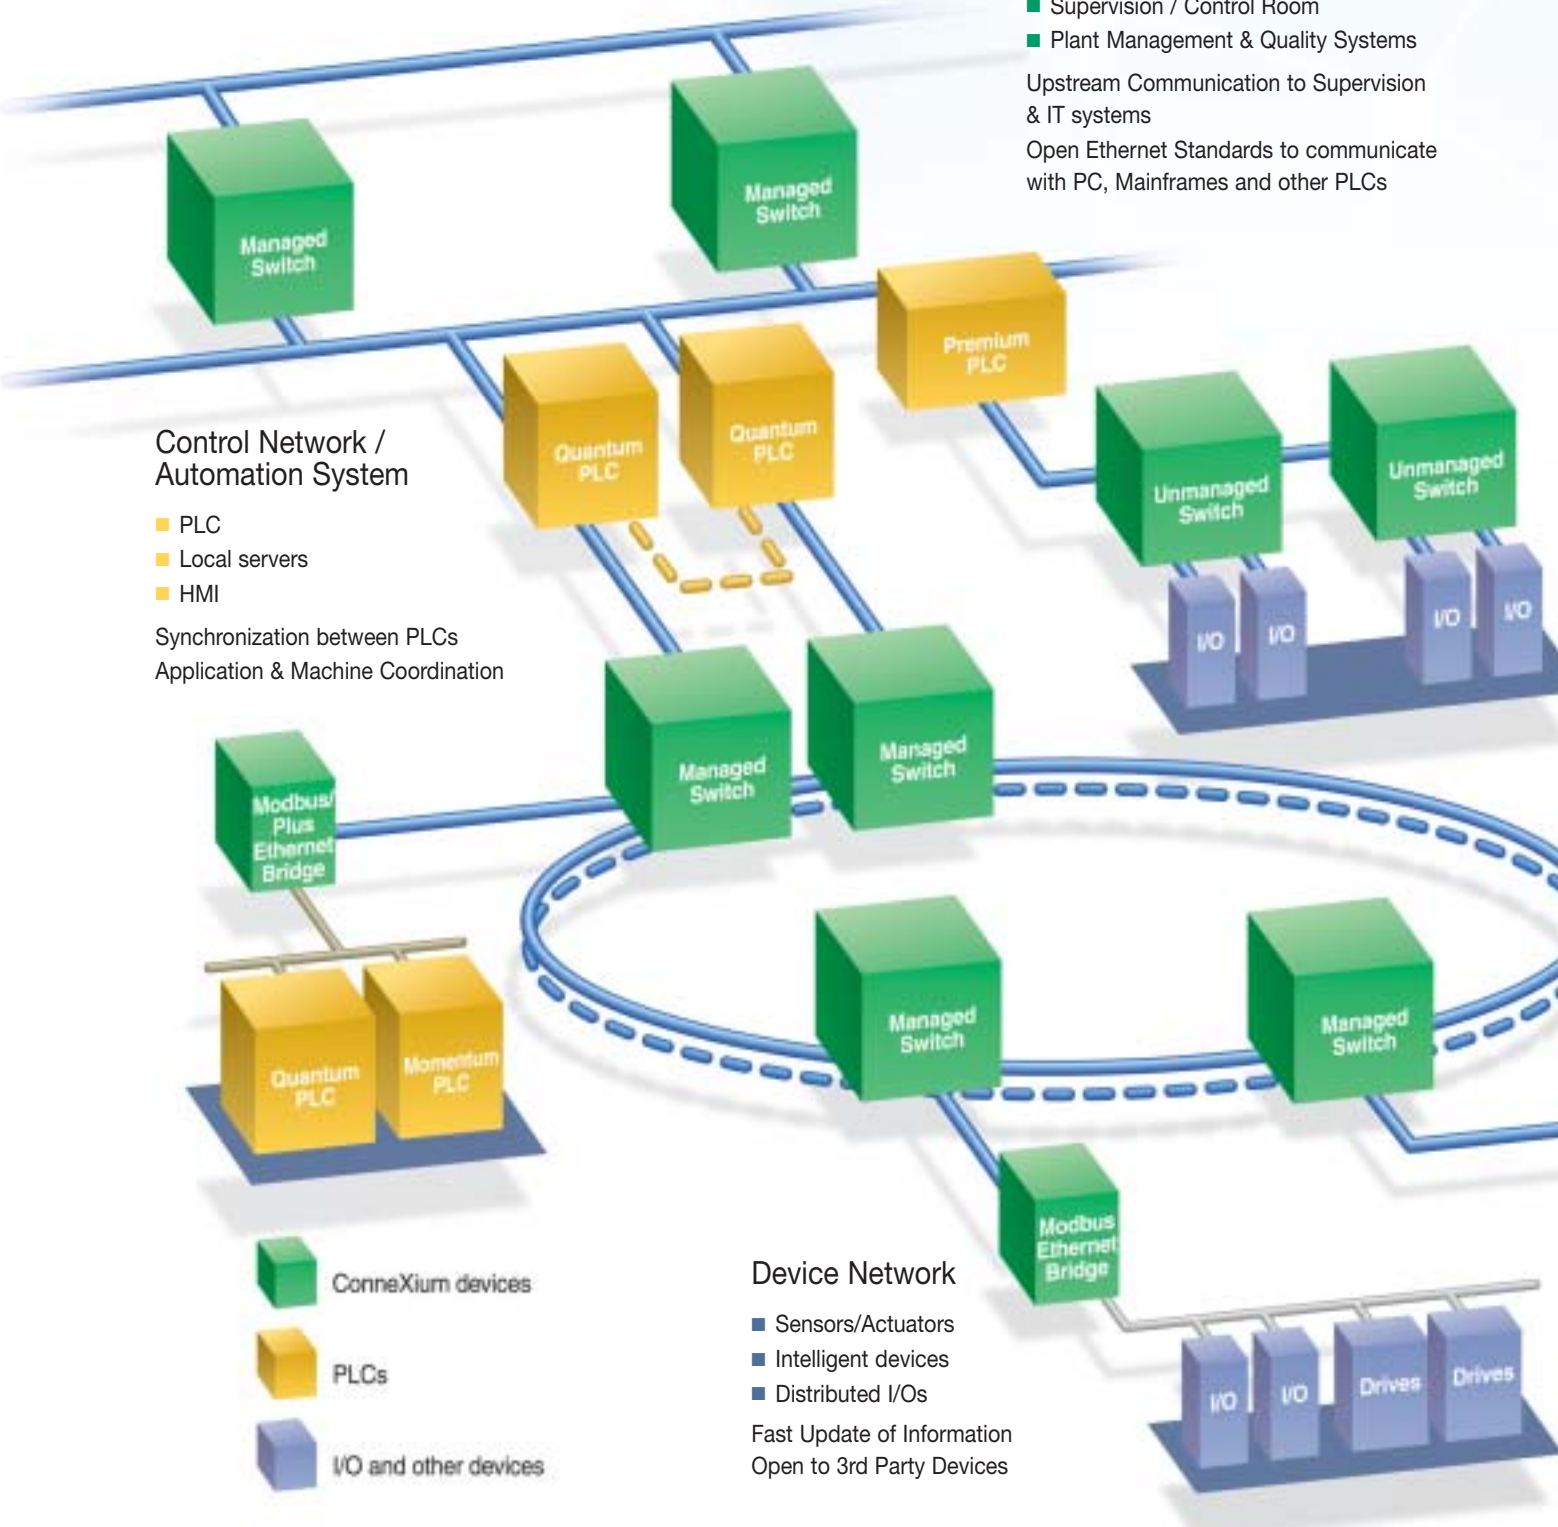 Supervision / Control Room
Plant Management & Quality Systems
Upstream Communication to Supervision
& IT systems
Open Ethernet Standards to communicate
with PC, Mainframes and other PLCs
Managed
Switch
Managed
Switch
Premium
PLC
Quantum
PLC
Quantum
PLC
Unmanaged
Switch
Unmanaged
Switch
I/O
I/O
I/O
I/O
Control Network /
Automation System
PLC
Local servers
HMI
Synchronization between PLCs
Application & Machine Coordination
Managed
Switch
Managed
Switch
Modbus/
Plus
Ethernet
Bridge
Managed
Switch
Managed
Switch
Quantum
PLC
Momentum
PLC
Modbus
Ethernet
Bridge
I/O
I/O
Drives
Drives
ConneXium devices
PLCs
I/O and other devices
Device Network
Sensors/Actuators
Intelligent devices
Distributed I/Os
Fast Update of Information
Open to 3rd Party Devices